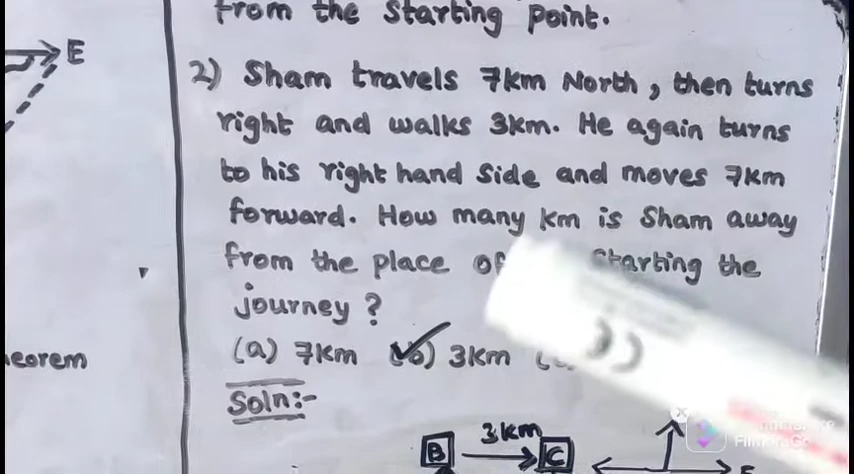 from the starting point.
E
2) Sham travels 7km North, then turns
right and walks 3km. He again turns
to his right hand side and moves 7km
forward. How many km is Sham away
from the place of starting the
journey?
eorem
(a) 7km (b) 3km
Soln:-
3km
B C
FilmoraGo